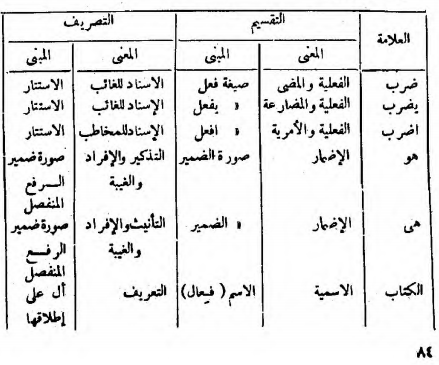 العلامة التقسيم التصريف
المعنى المبنى المعنى المبنى
ضرب الفعلية والمضى صيغة فعل الاسناد للغائب الاستتار
يضرب الفعلية والمضارعة » يفعل الإسناد للغائب الاستتار
اضرب الفعلية والأمرية » افعل الإسناد للمخاطب الاستتار
هو الإضمار صورة الضمير التذكير والإفراد صورة ضمير
والغيبة الرفع
المنفصل
هى الإضمار » الضمير التأنيث والإفراد صورة ضمير
والغيبة الرفع
المنفصل
الكتاب الاسمية الاسم (فعال) التعريف أل على
إطلاقها
٨٤